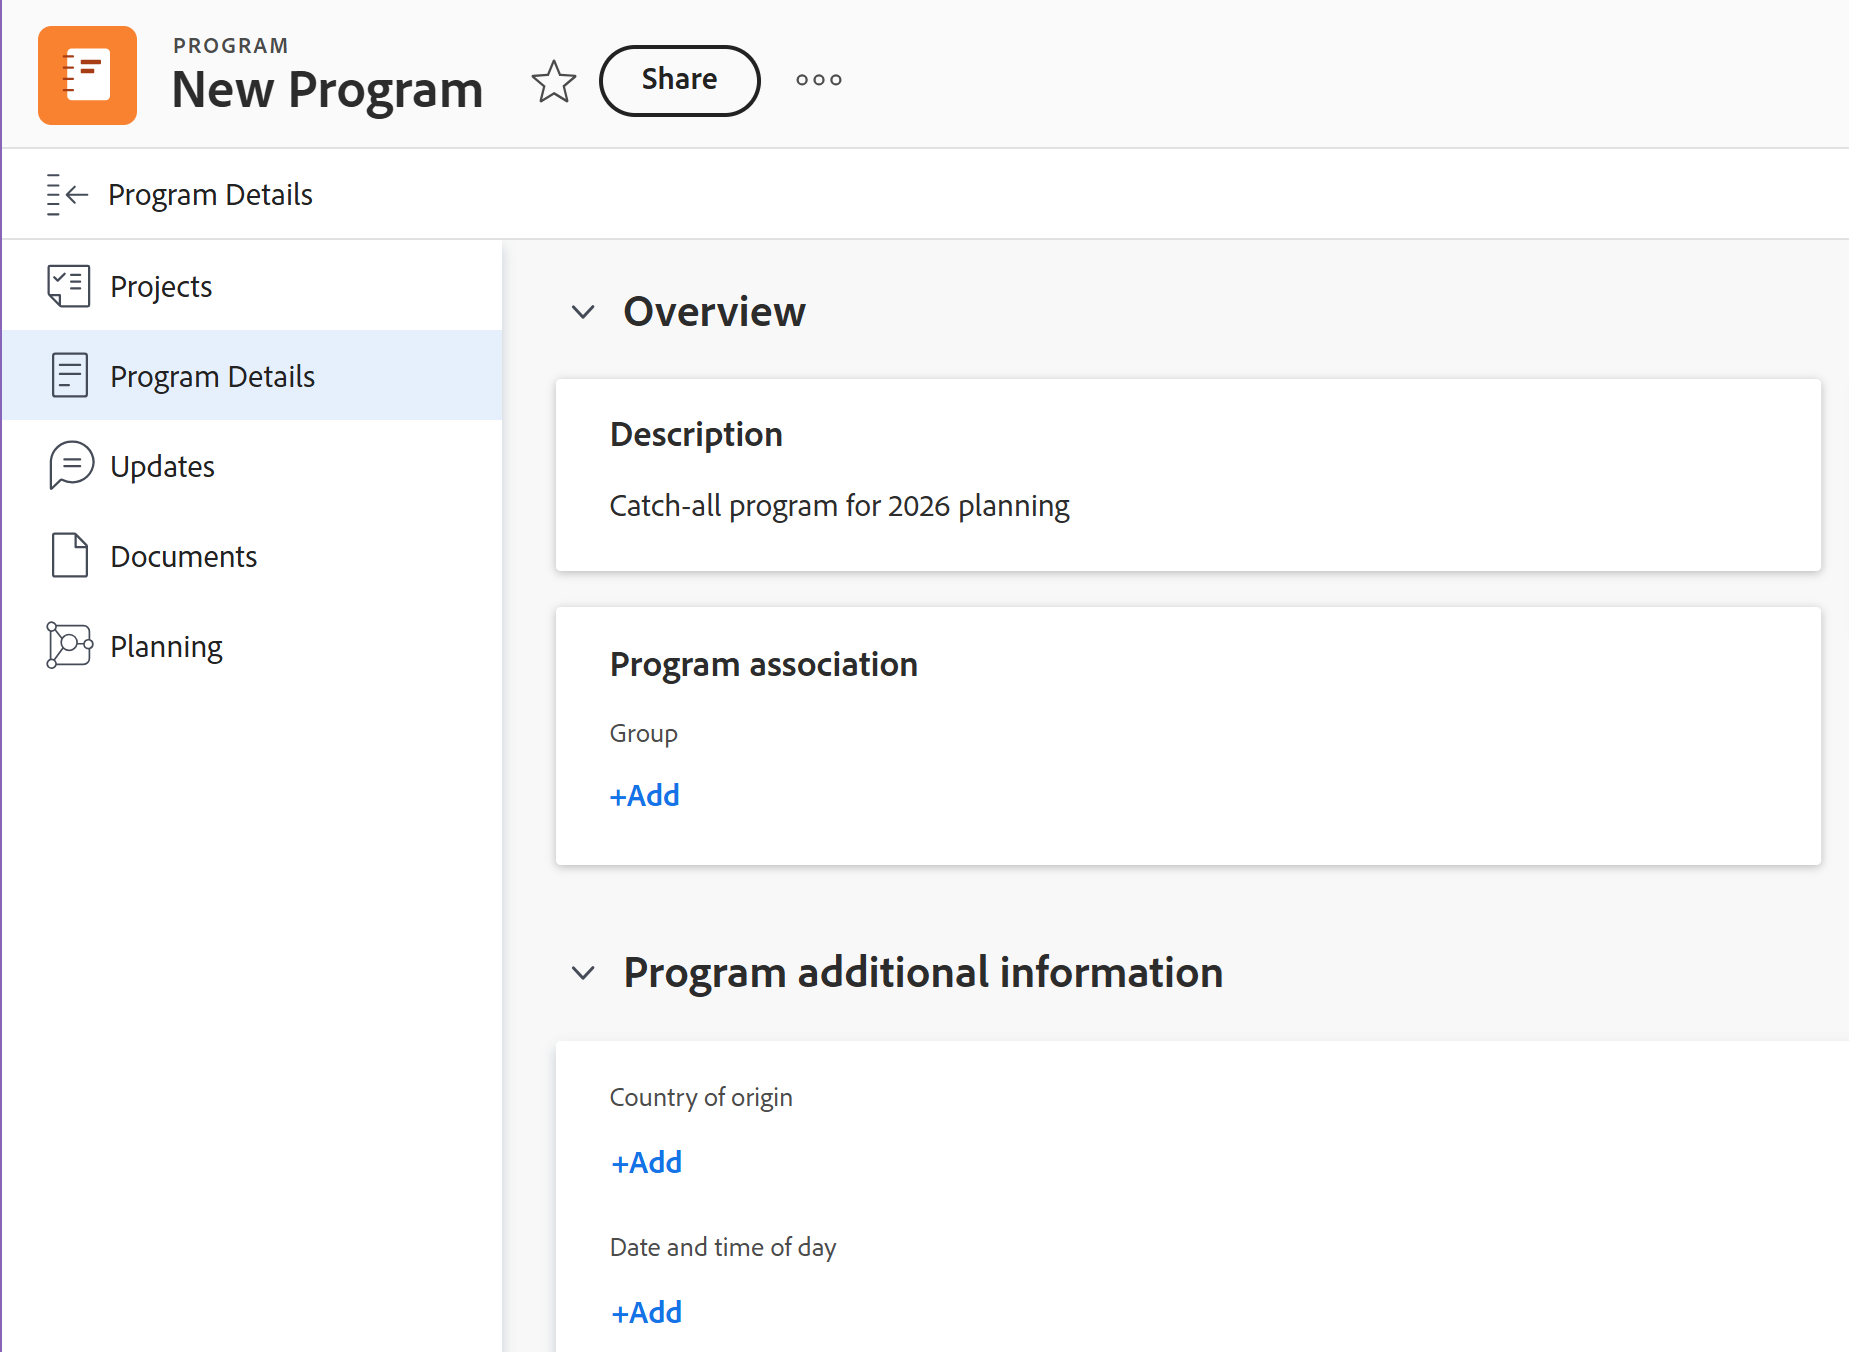 PROGRAM
New Program
Share
Program Details
Projects
Program Details
Updates
Documents
Planning
Overview
Description
Catch-all program for 2026 planning
Program association
Group
+Add
Program additional information
Country of origin
+Add
Date and time of day
+Add